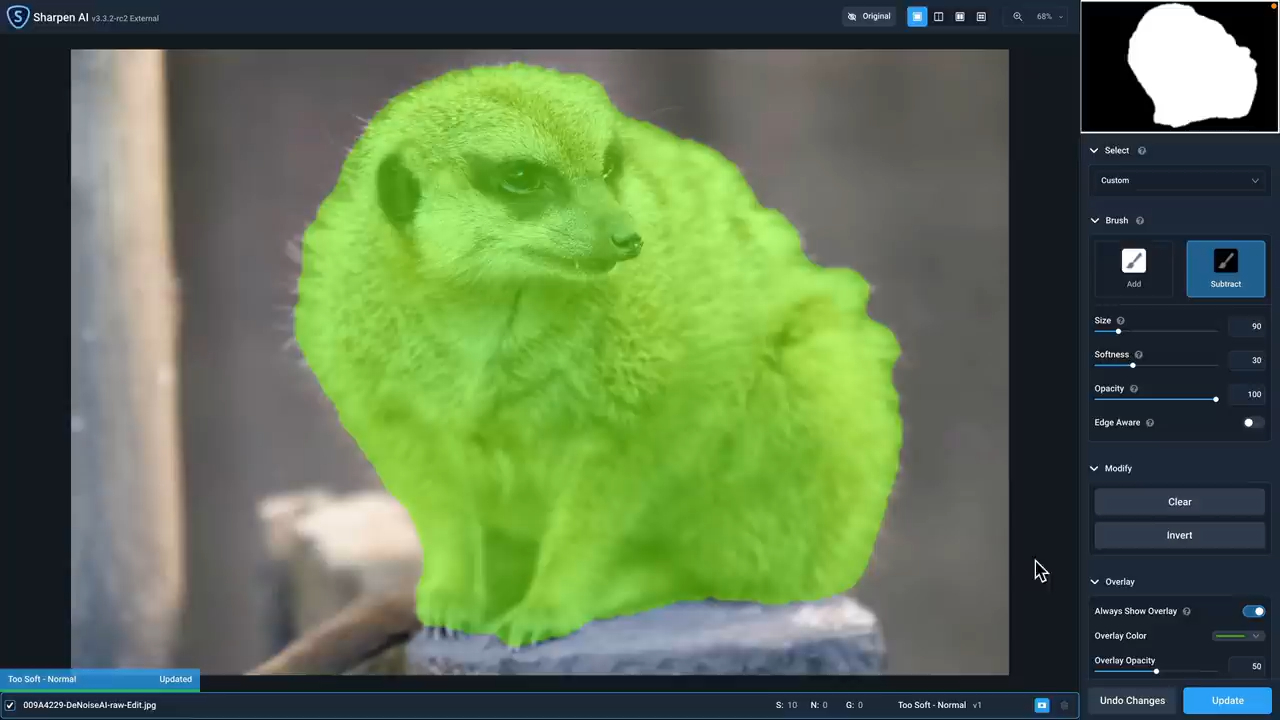 Sharpen AI v3.3.2-rc2 External
Original
68%
Select
Custom
Brush
Add Subtract
Size 90
Softness 30
Opacity 100
Edge Aware
Modify
Clear
Invert
Overlay
Always Show Overlay
Overlay Color
Overlay Opacity 50
Too Soft - Normal Updated
Undo Changes Update
009A4229-DeNoiseAI-raw-Edit.jpg S: 10 N: 0 G: 0 Too Soft - Normal v1